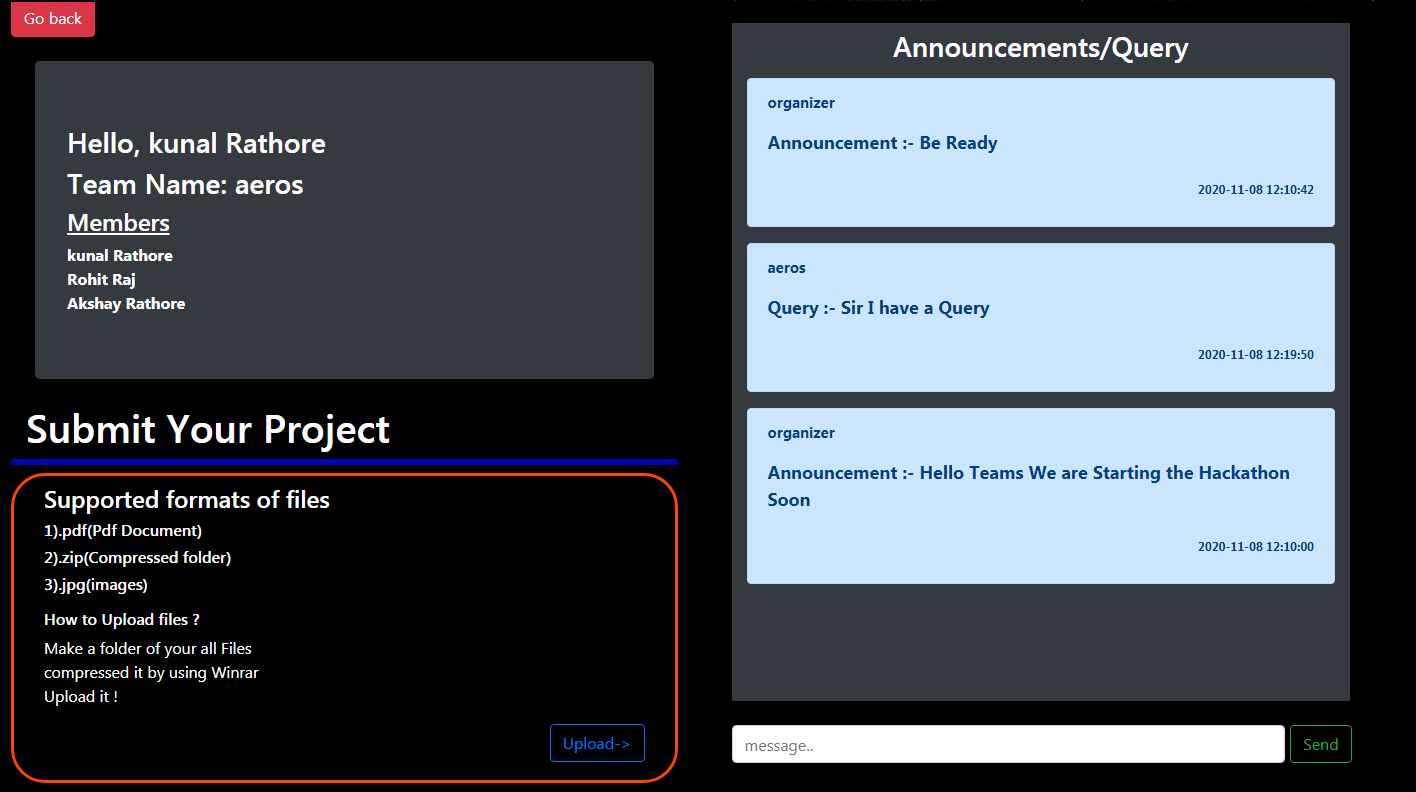 Go back
Hello, kunal Rathore
Team Name: aeros
Members
kunal Rathore
Rohit Raj
Akshay Rathore
Submit Your Project
Supported formats of files
1).pdf(Pdf Document)
2).zip(Compressed folder)
3).jpg(images)
How to Upload files ?
Make a folder of your all Files
compressed it by using Winrar
Upload it !
Upload->
Announcements/Query
organizer
Announcement :- Be Ready
2020-11-08 12:10:42
aeros
Query :- Sir I have a Query
2020-11-08 12:19:50
organizer
Announcement :- Hello Teams We are Starting the Hackathon
Soon
2020-11-08 12:10:00
message..
Send